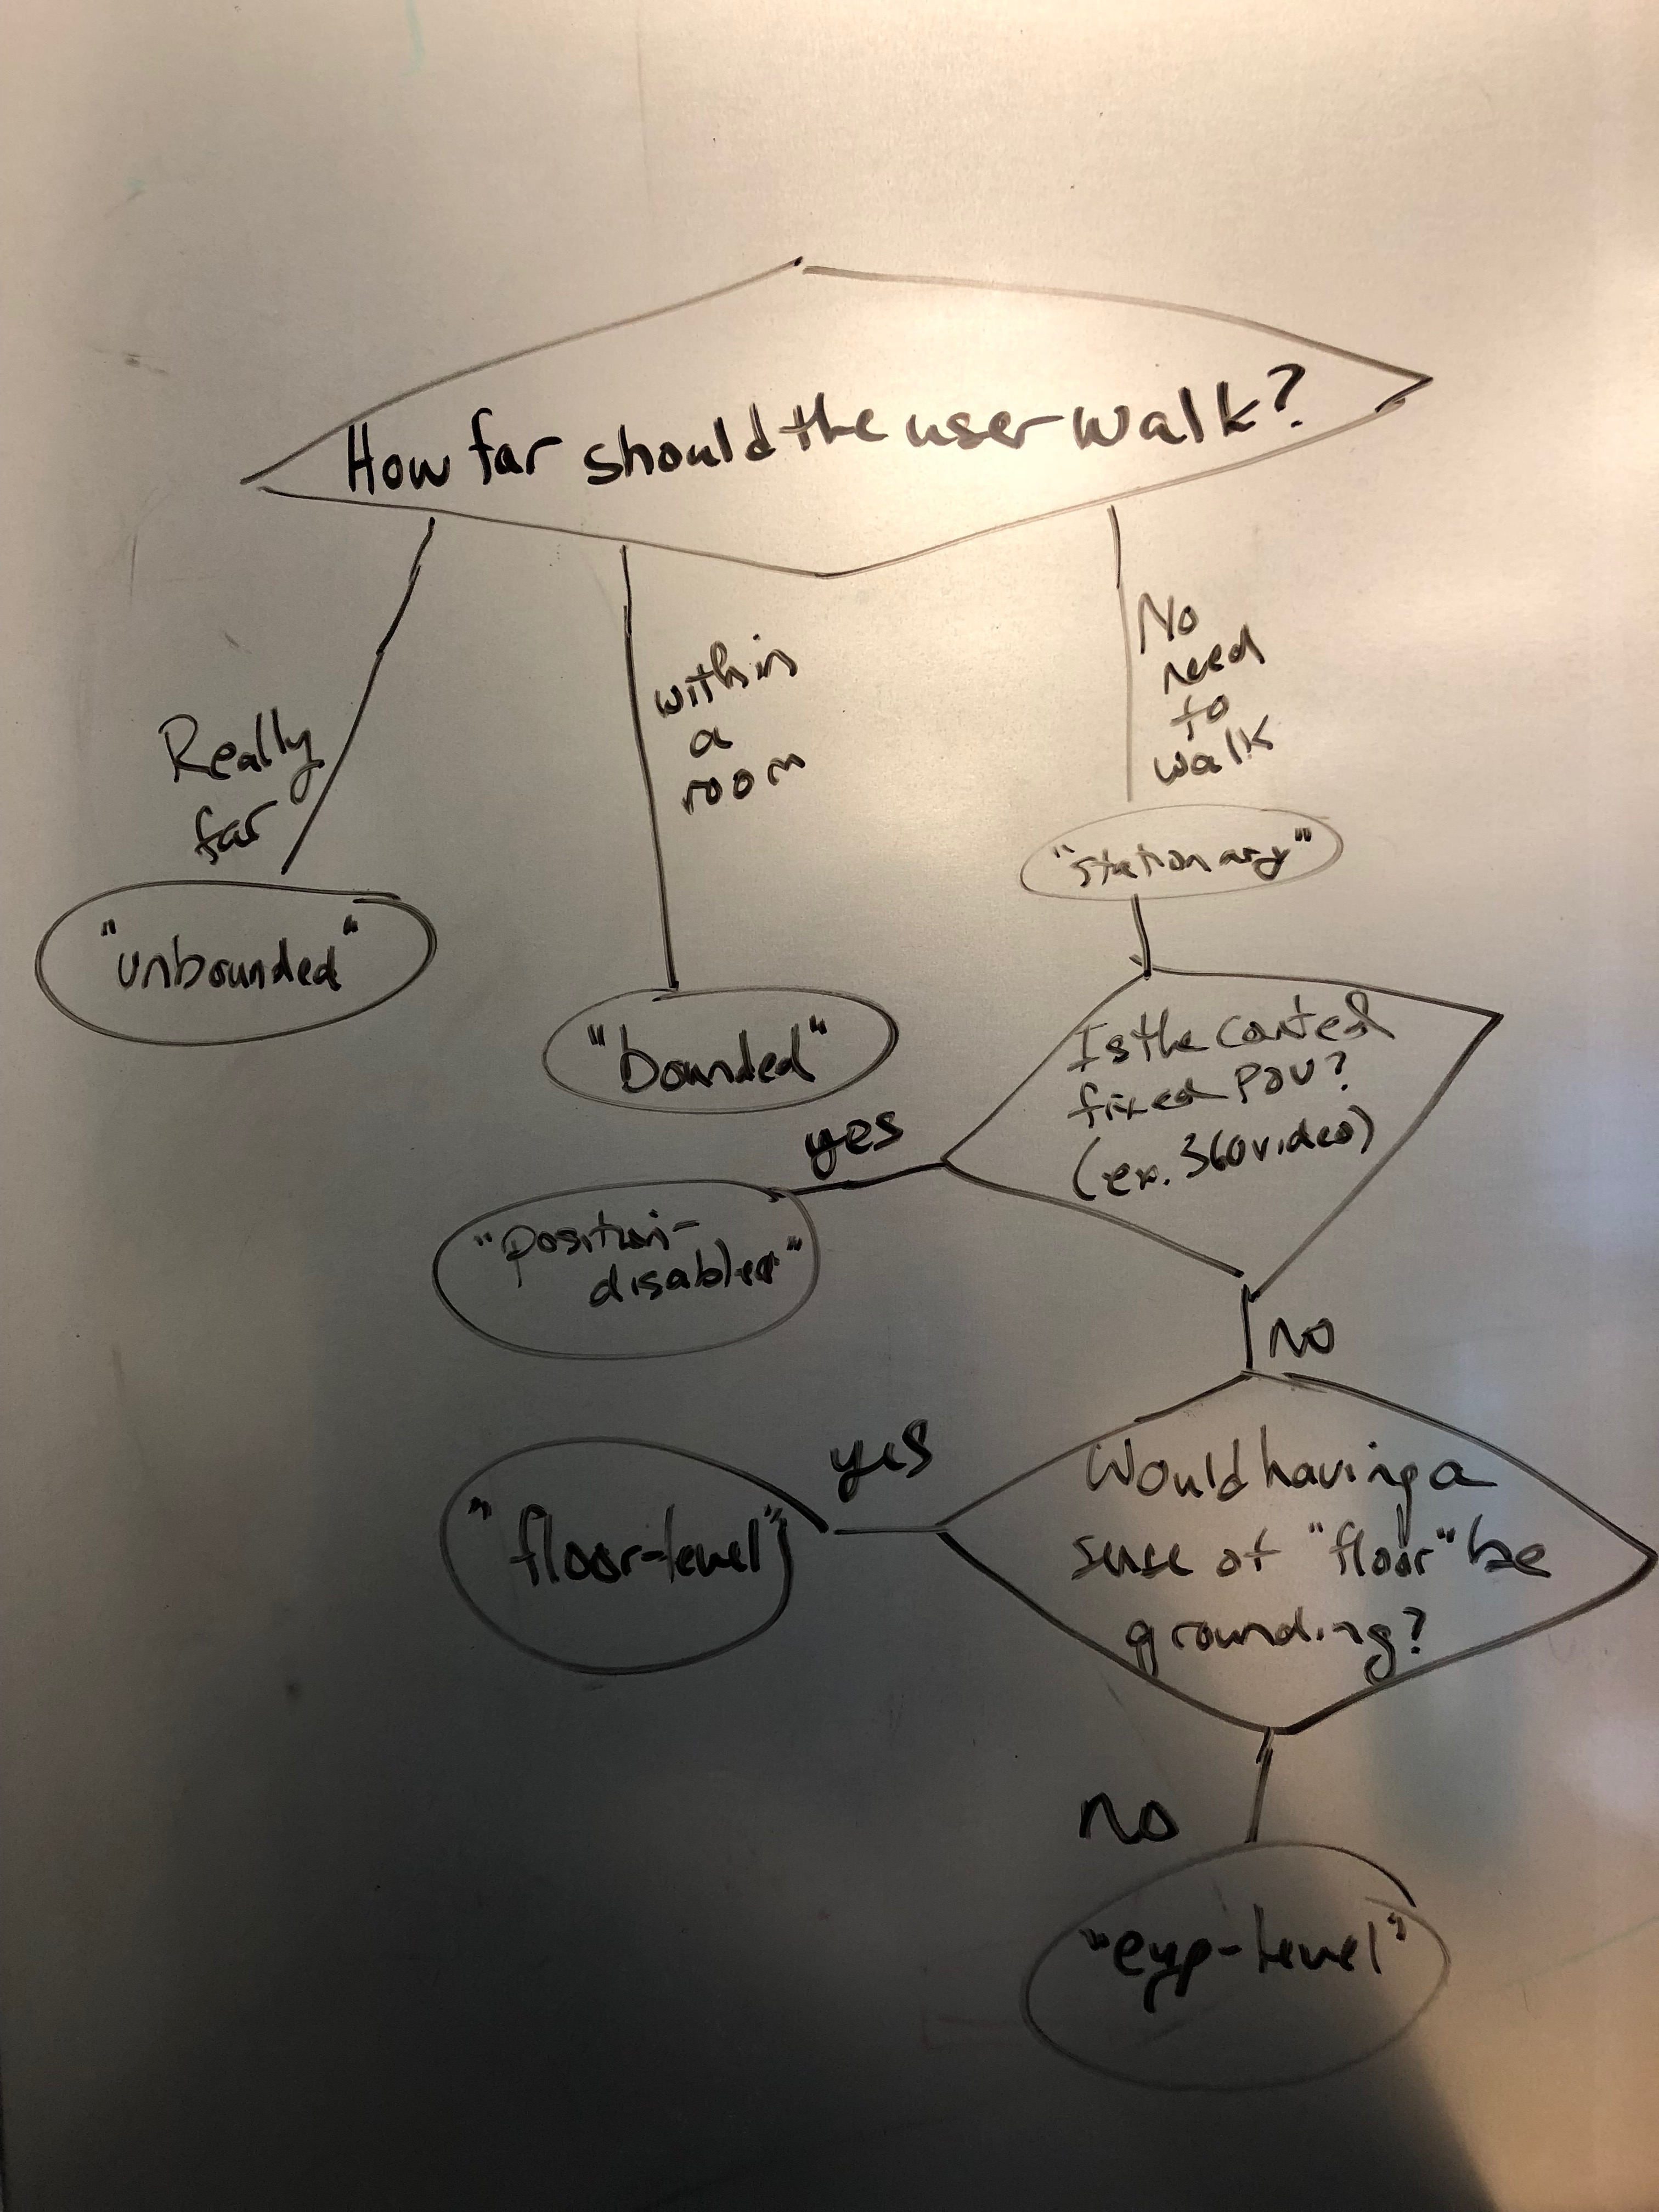 How far should the user walk?
Really
far
within
a
room
No
need
to
walk
"stationary"
"unbounded"
"bounded"
Is the content
fixed POV?
(ex. 360 video)
yes
"position-
disabled"
no
Would having a
sense of "floor" be
grounding?
yes
"floor-level"
no
"eye-level"